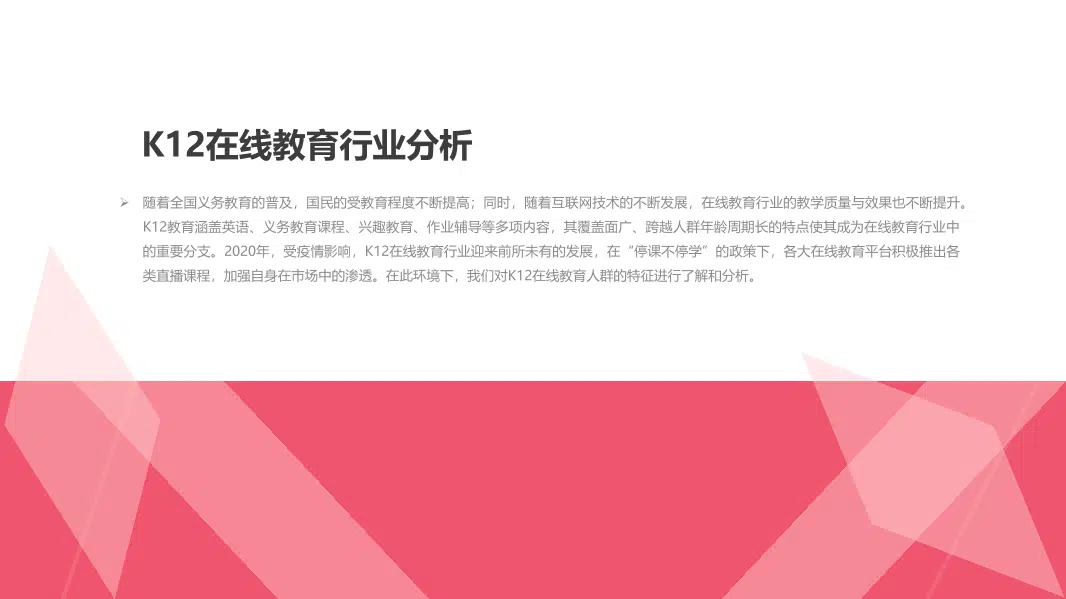 K12在线教育行业分析
随着全国义务教育的普及，国民的受教育程度不断提高；同时，随着互联网技术的不断发展，在线教育行业的教学质量与效果也不断提升。
K12教育涵盖英语、义务教育课程、兴趣教育、作业辅导等多项内容，其覆盖面广、跨越人群年龄周期长的特点使其成为在线教育行业中
的重要分支。2020年，受疫情影响，K12在线教育行业迎来前所未有的发展，在“停课不停学”的政策下，各大在线教育平台积极推出各
类直播课程，加强自身在市场中的渗透。在此环境下，我们对K12在线教育人群的特征进行了解和分析。